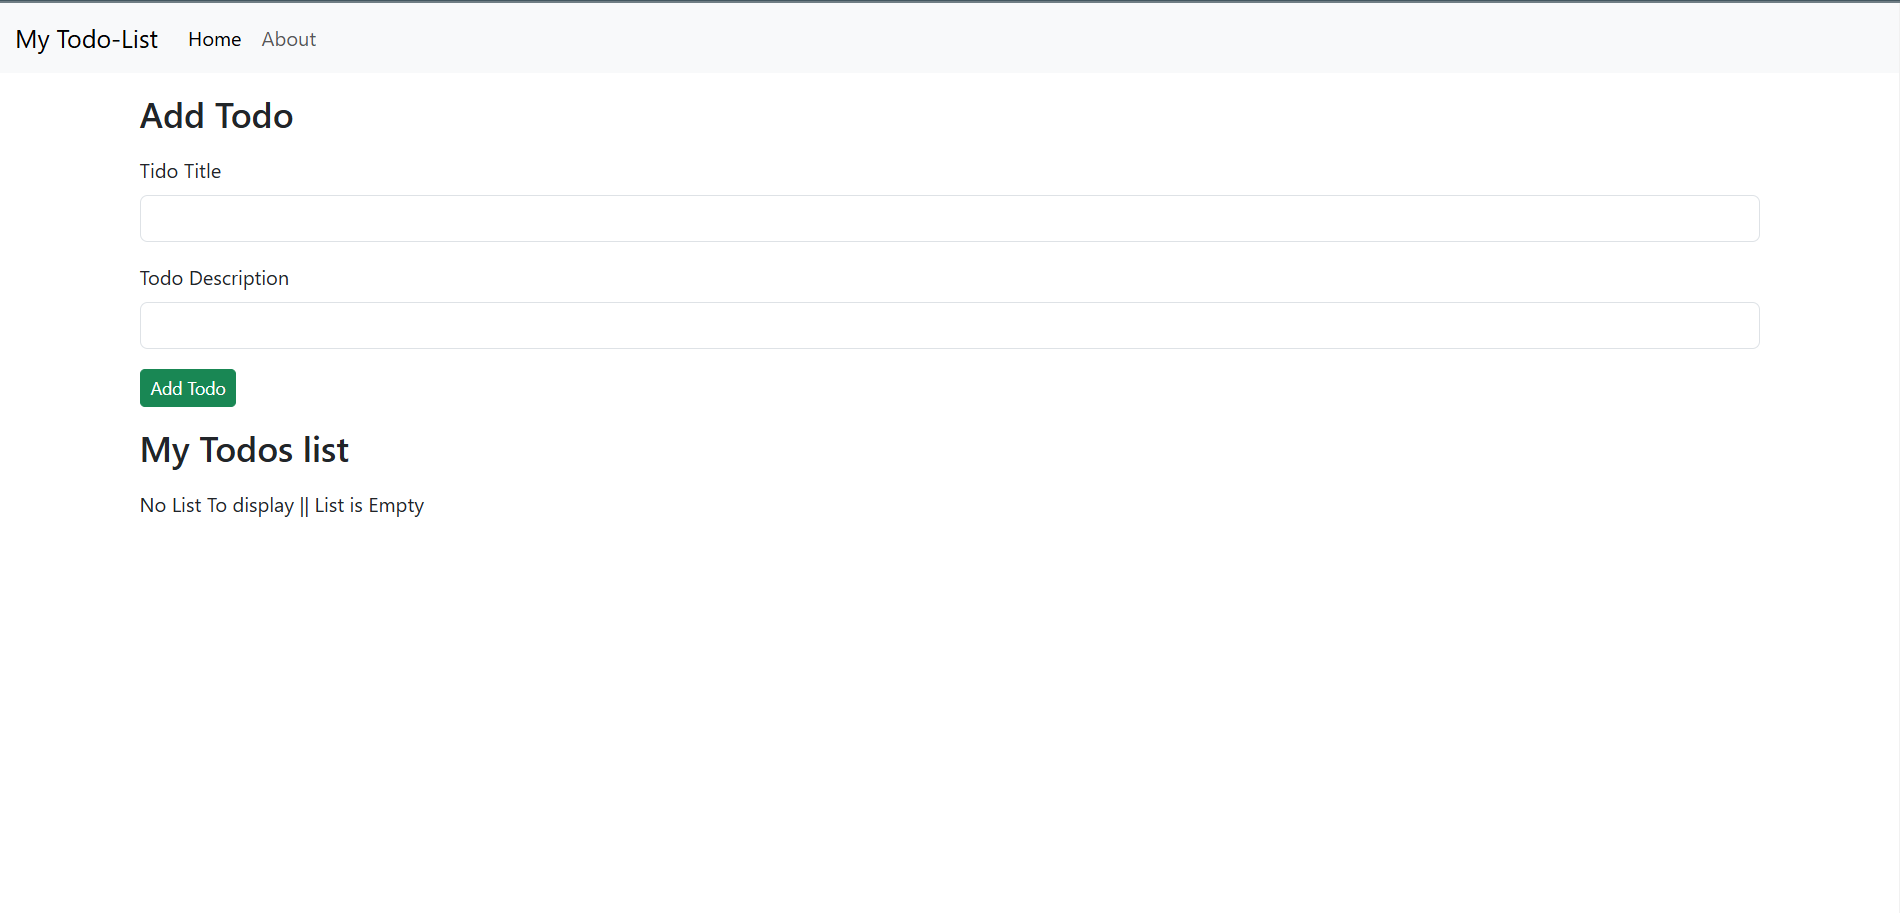 My Todo-List Home About
Add Todo
Tido Title
Todo Description
Add Todo
My Todos list
No List To display || List is Empty